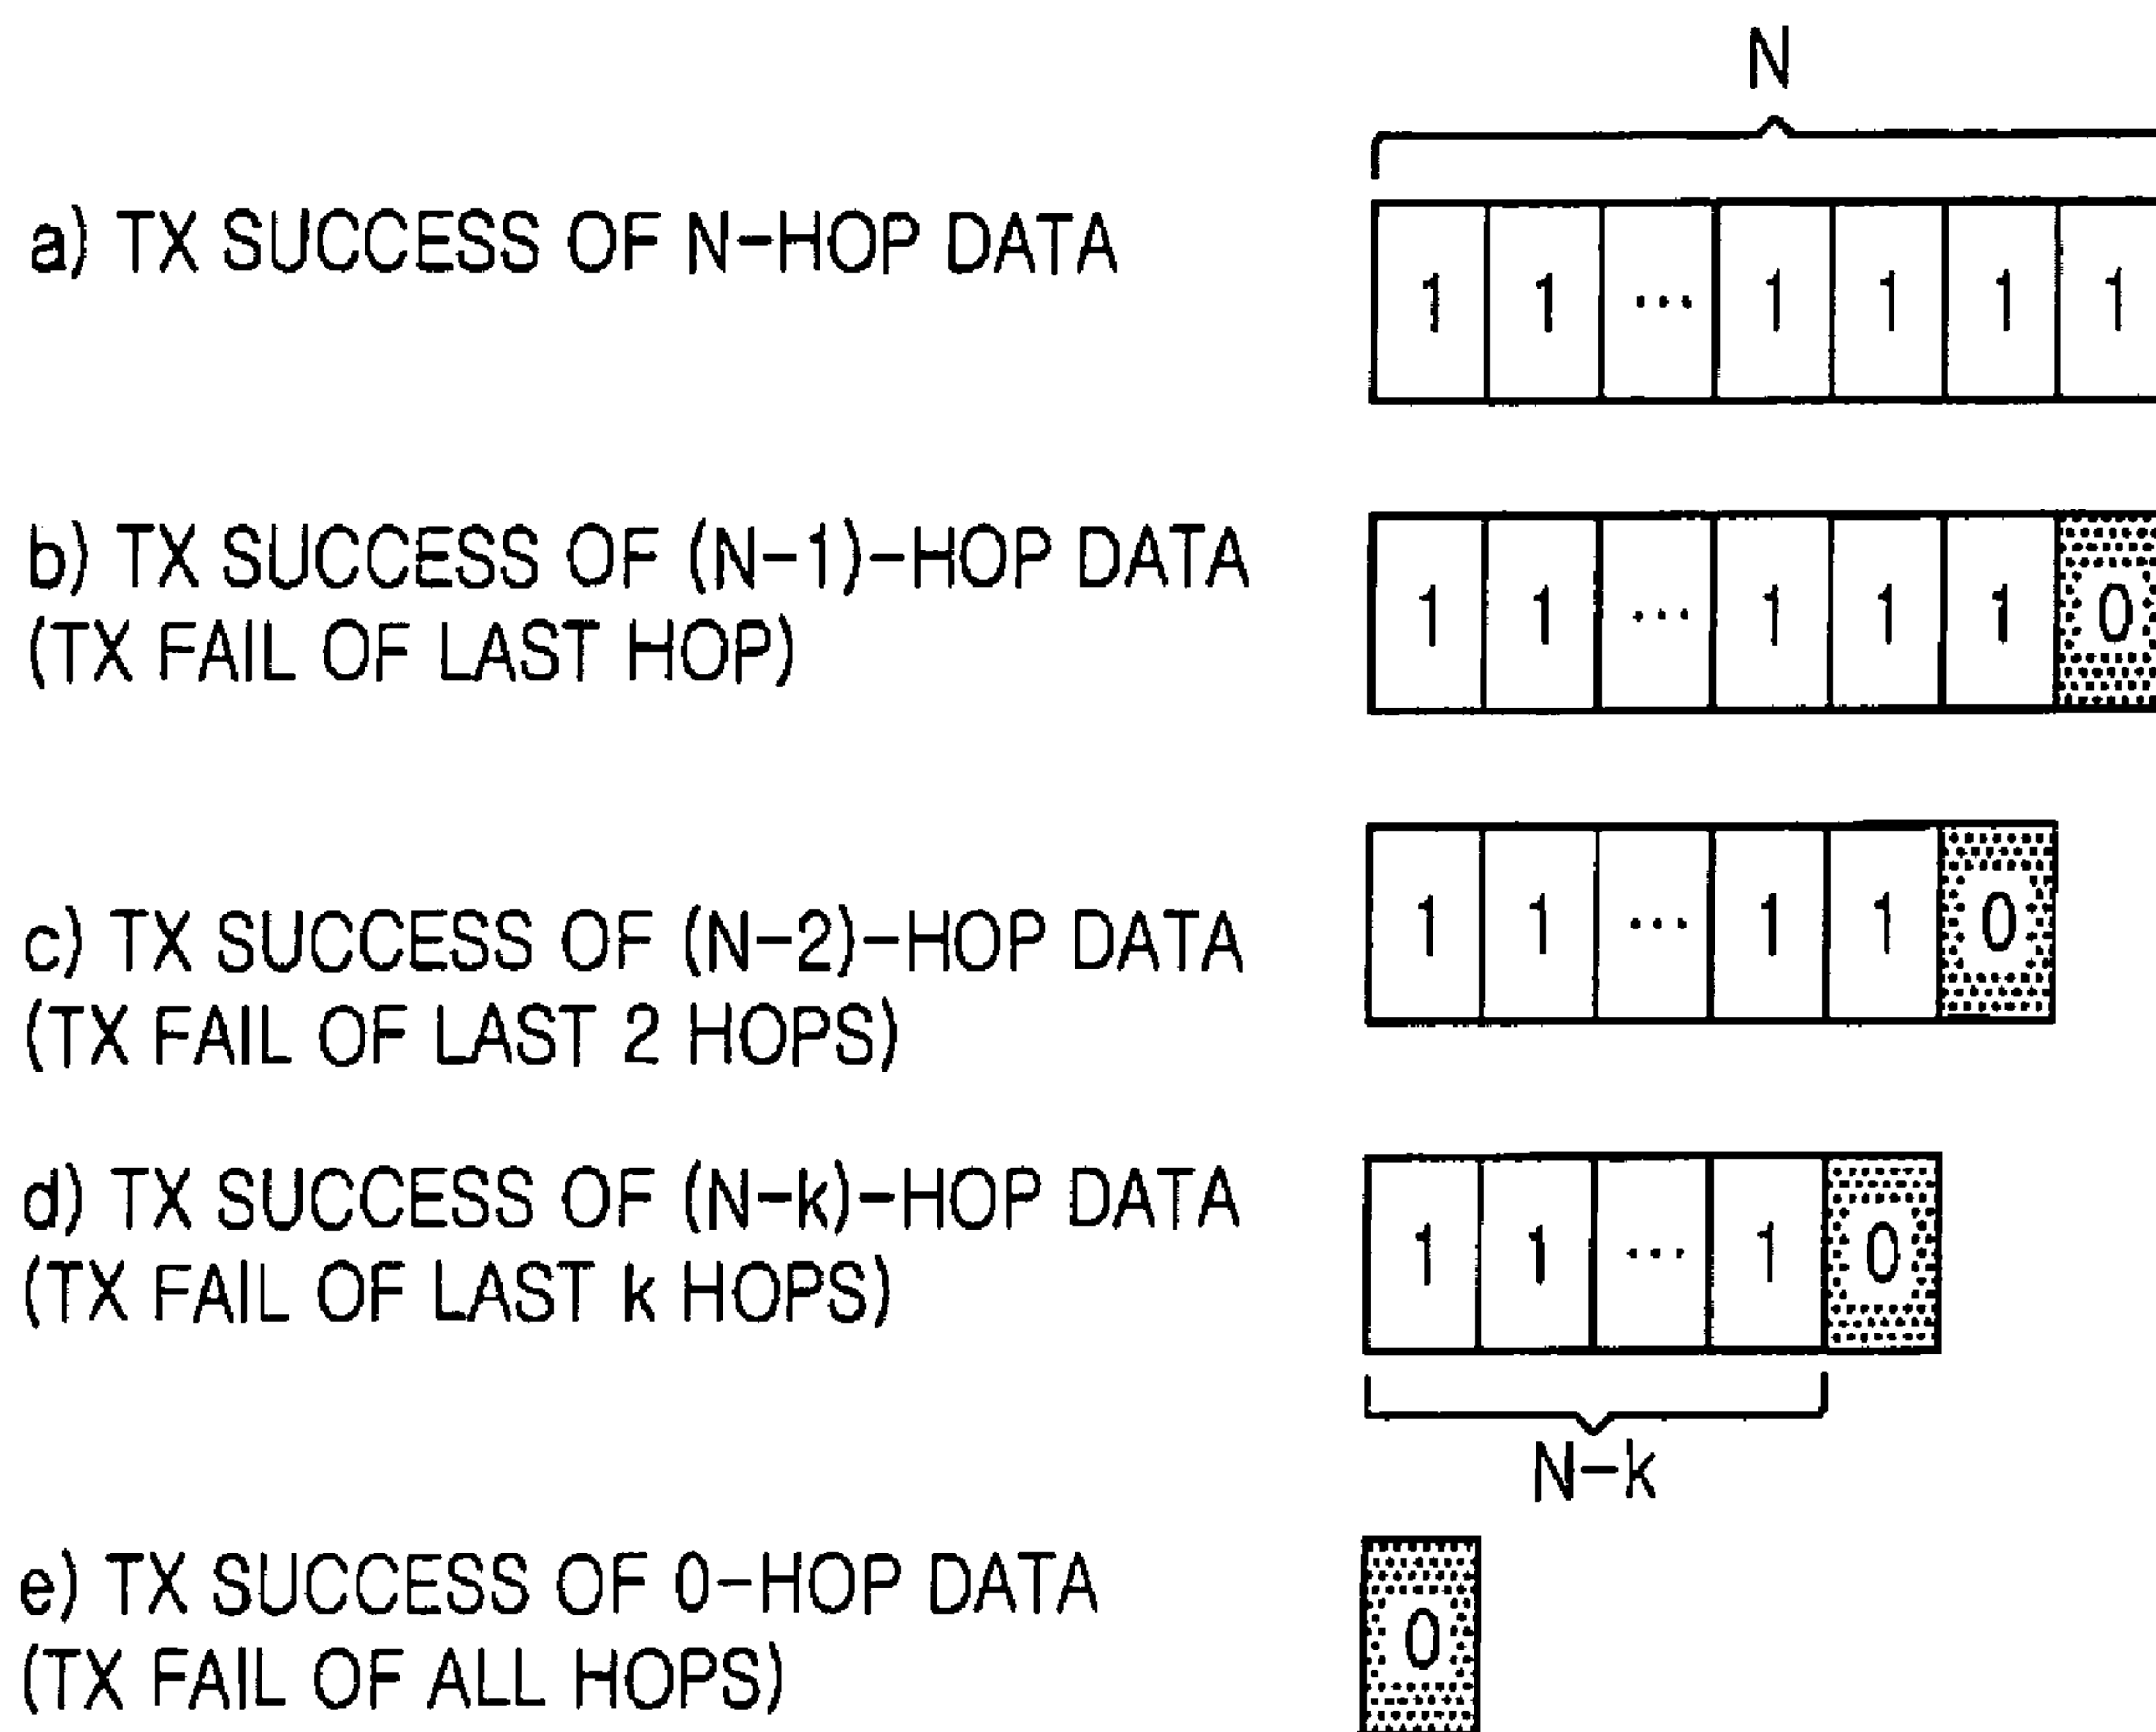 N
a) TX SUCCESS OF N-HOP DATA
1 1 ... 1 1 1 1
b) TX SUCCESS OF (N-1)-HOP DATA
(TX FAIL OF LAST HOP)
1 1 ... 1 1 1 0
c) TX SUCCESS OF (N-2)-HOP DATA
(TX FAIL OF LAST 2 HOPS)
1 1 ... 1 1 0
d) TX SUCCESS OF (N-k)-HOP DATA
(TX FAIL OF LAST k HOPS)
1 1 ... 1 0
N-k
e) TX SUCCESS OF 0-HOP DATA
(TX FAIL OF ALL HOPS)
0